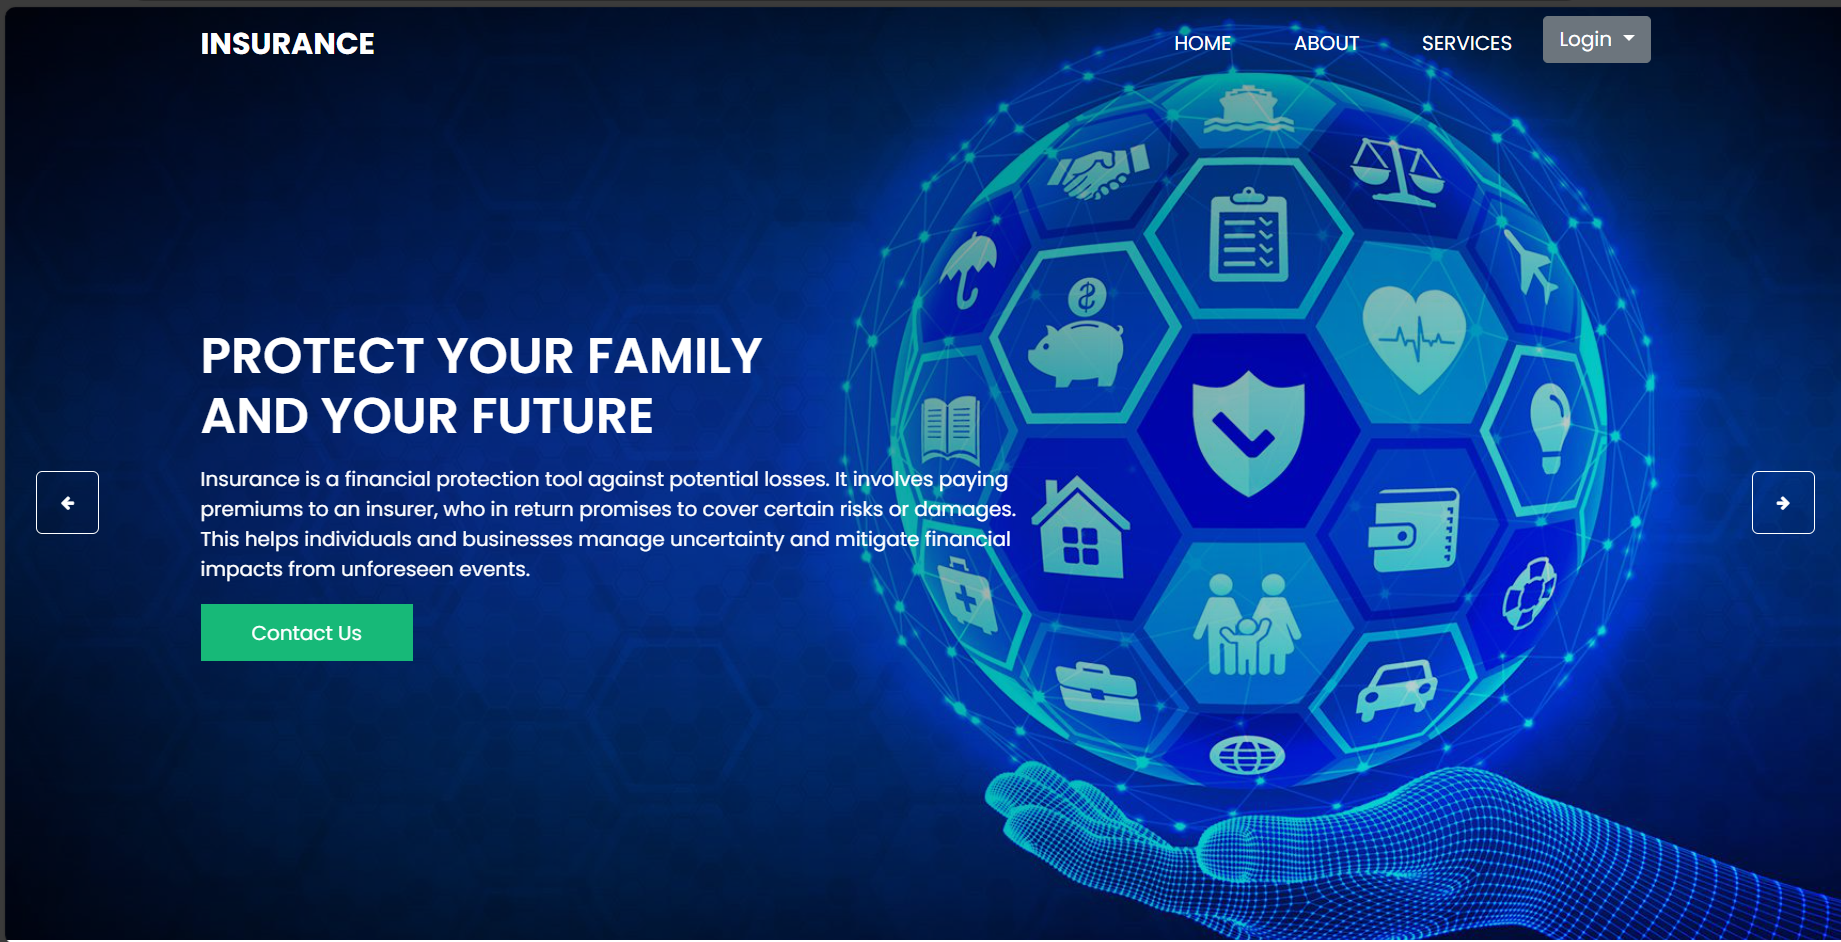 INSURANCE
HOME ABOUT SERVICES Login
PROTECT YOUR FAMILY
AND YOUR FUTURE
Insurance is a financial protection tool against potential losses. It involves paying
premiums to an insurer, who in return promises to cover certain risks or damages.
This helps individuals and businesses manage uncertainty and mitigate financial
impacts from unforeseen events.
Contact Us